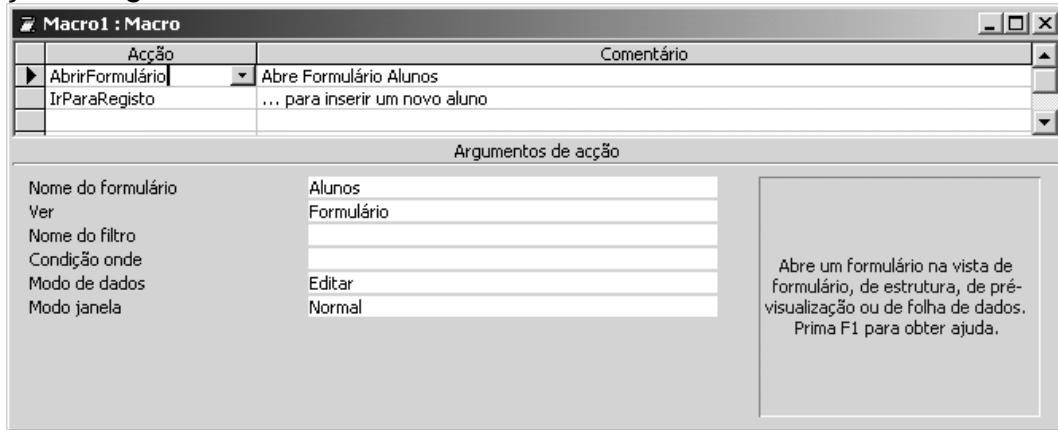 Macro1 : Macro
Acção Comentário
AbrirFormulário Abre Formulário Alunos
IrParaRegisto ... para inserir um novo aluno
Argumentos de acção
Nome do formulário Alunos
Ver Formulário
Nome do filtro
Condição onde
Modo de dados Editar
Modo janela Normal
Abre um formulário na vista de
formulário, de estrutura, de pré-
visualização ou de folha de dados.
Prima F1 para obter ajuda.